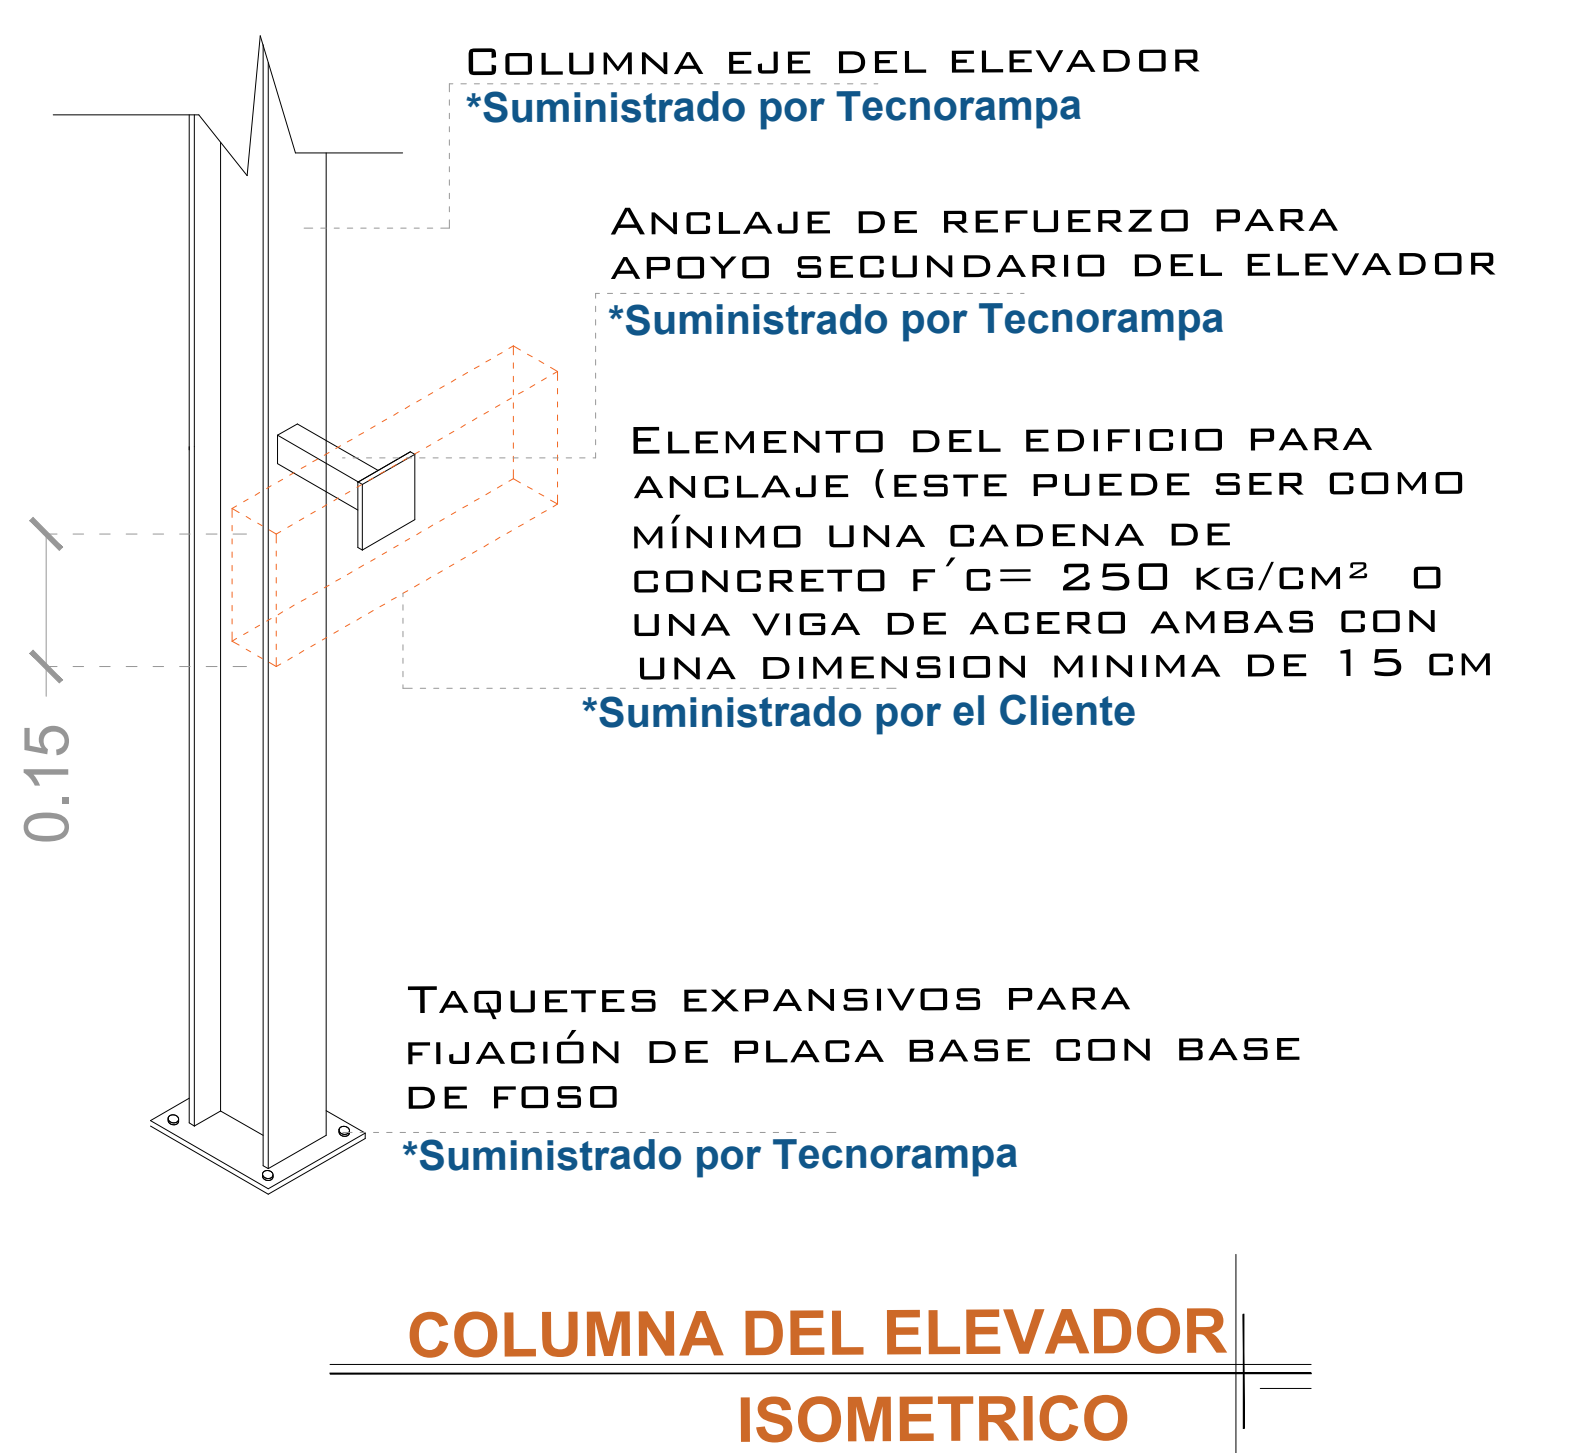 COLUMNA EJE DEL ELEVADOR
*Suministrado por Tecnorampa
ANCLAJE DE REFUERZO PARA
APOYO SECUNDARIO DEL ELEVADOR
*Suministrado por Tecnorampa
ELEMENTO DEL EDIFICIO PARA
ANCLAJE (ESTE PUEDE SER COMO
MÍNIMO UNA CADENA DE
CONCRETO F´C= 250 KG/CM² O
UNA VIGA DE ACERO AMBAS CON
UNA DIMENSION MINIMA DE 15 CM
*Suministrado por el Cliente
0.15
TAQUETES EXPANSIVOS PARA
FIJACIÓN DE PLACA BASE CON BASE
DE FOSO
*Suministrado por Tecnorampa
COLUMNA DEL ELEVADOR
ISOMETRICO